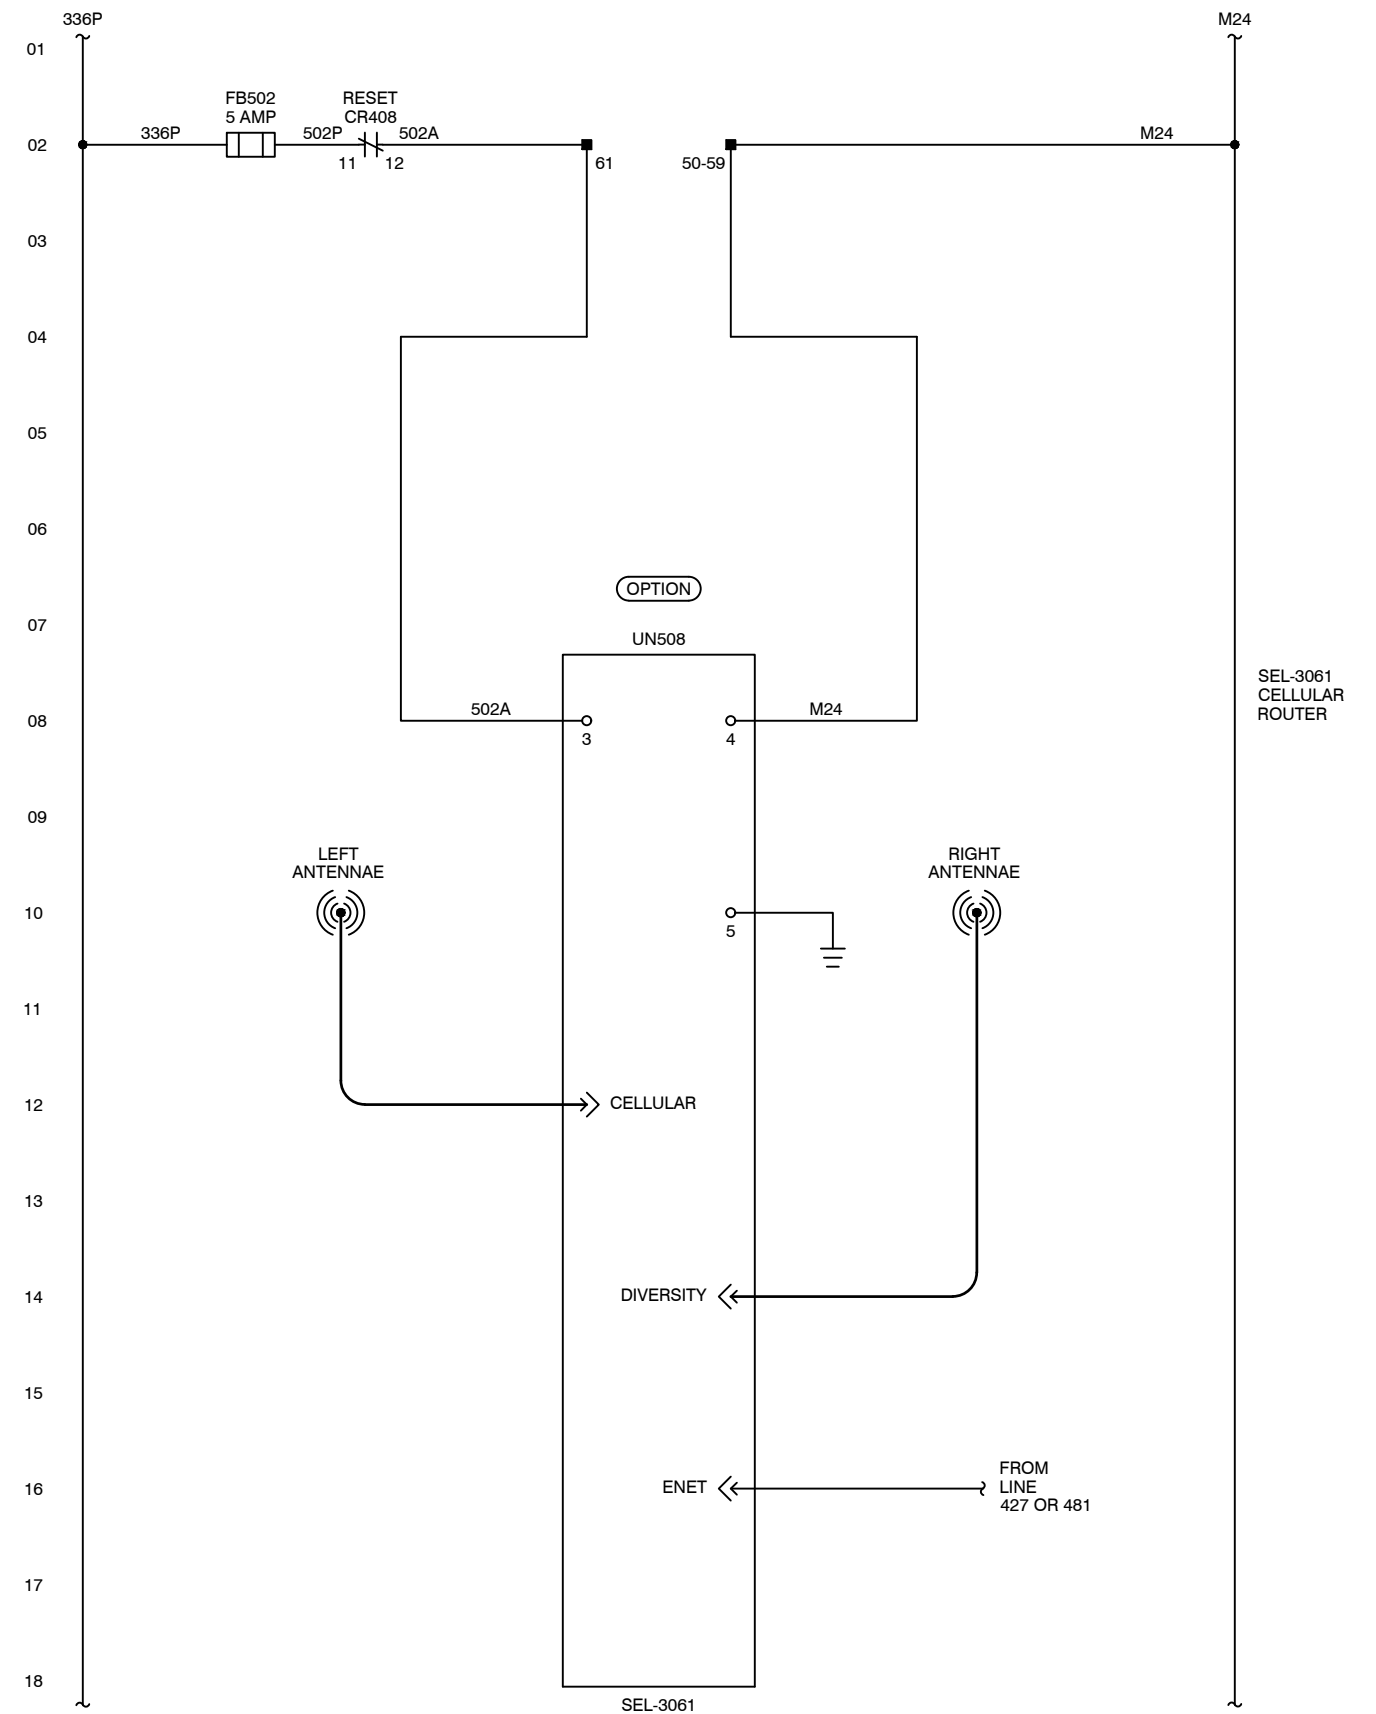 336P
M24
01
FB502
5 AMP
RESET
CR408
02
336P
502P
502A
M24
11
12
61
50-59
03
04
05
06
OPTION
07
UN508
SEL-3061
CELLULAR
ROUTER
08
502A
M24
3
4
09
LEFT
ANTENNAE
RIGHT
ANTENNAE
10
5
11
12
CELLULAR
13
14
DIVERSITY
15
16
ENET
FROM
LINE
427 OR 481
17
18
SEL-3061